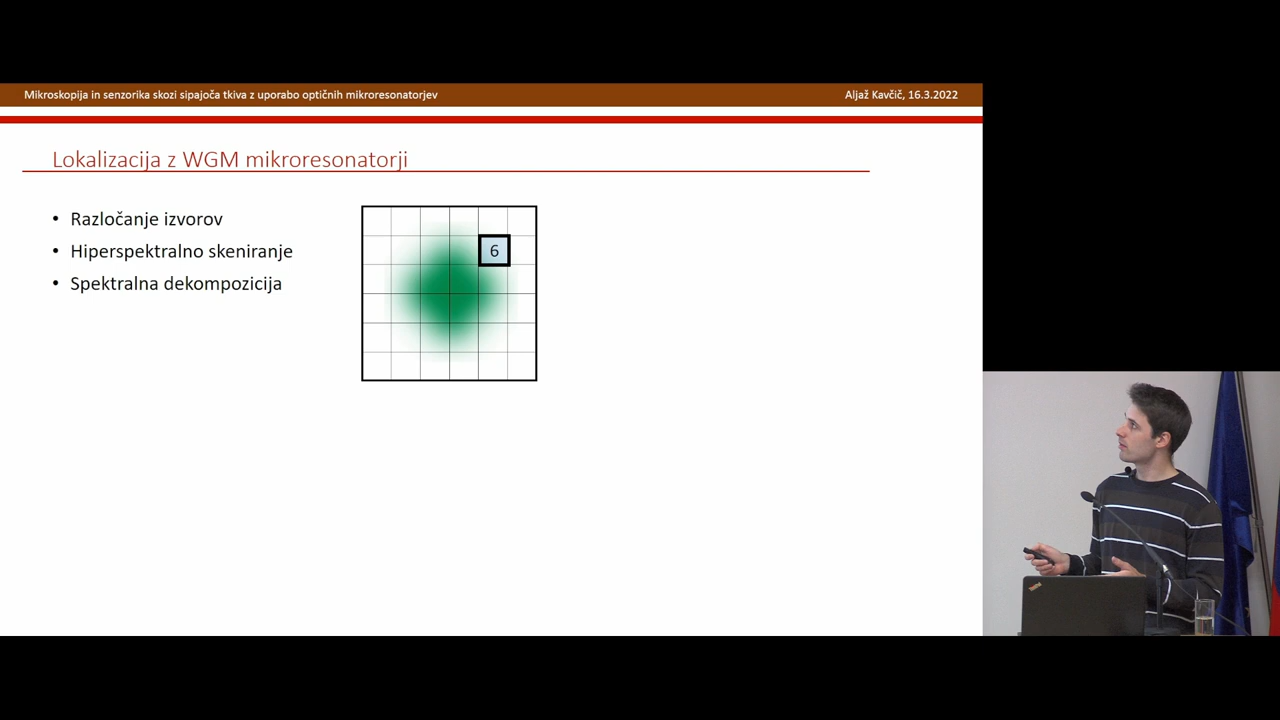 Mikroskopija in senzorika skozi sipajoča tkiva z uporabo optičnih mikroresonatorjev
Aljaž Kavčič, 16.3.2022
Lokalizacija z WGM mikroresonatorji
• Razločanje izvorov
• Hiperspektralno skeniranje
• Spektralna dekompozicija
6